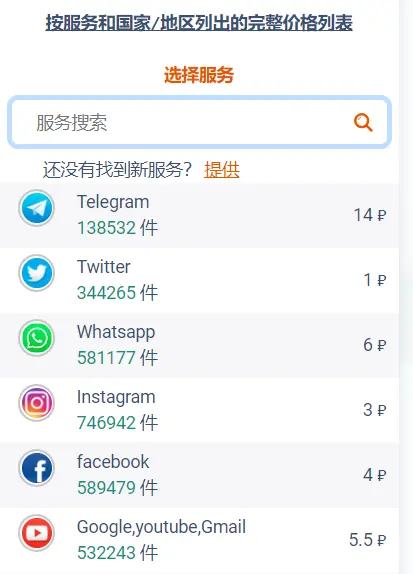 按服务和国家/地区列出的完整价格列表
选择服务
服务搜索
还没有找到新服务? 提供
Telegram
138532 件
14 ₽
Twitter
344265 件
1 ₽
Whatsapp
581177 件
6 ₽
Instagram
746942 件
3 ₽
facebook
589479 件
4 ₽
Google,youtube,Gmail
532243 件
5.5 ₽